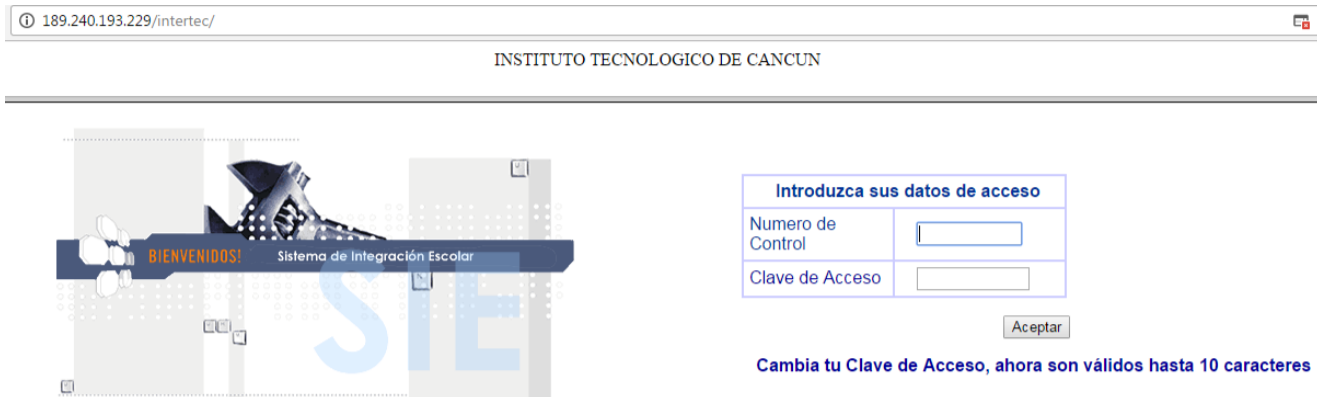 189.240.193.229/intertec/
INSTITUTO TECNOLOGICO DE CANCUN
BIENVENIDOS!
Sistema de Integración Escolar
SIE
Introduzca sus datos de acceso
Numero de
Control
Clave de Acceso
Aceptar
Cambia tu Clave de Acceso, ahora son válidos hasta 10 caracteres